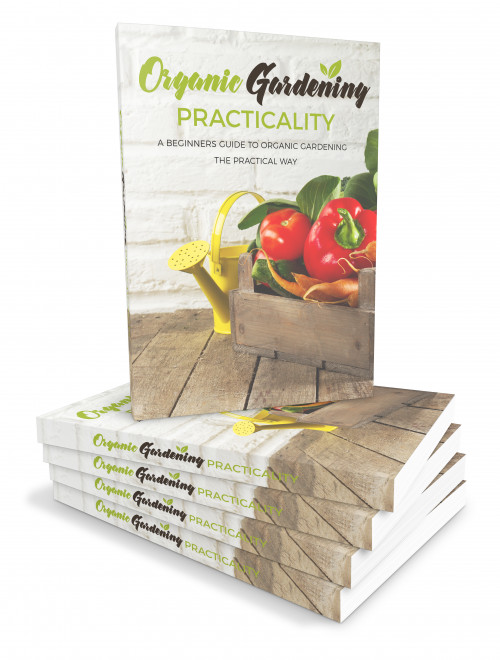 Organic Gardening
PRACTICALITY
A BEGINNERS GUIDE TO ORGANIC GARDENING
THE PRACTICAL WAY
Organic Gardening PRACTICALITY
Organic Gardening PRACTICALITY
Organic Gardening PRACTICALITY
Organic Gardening PRACTICALITY